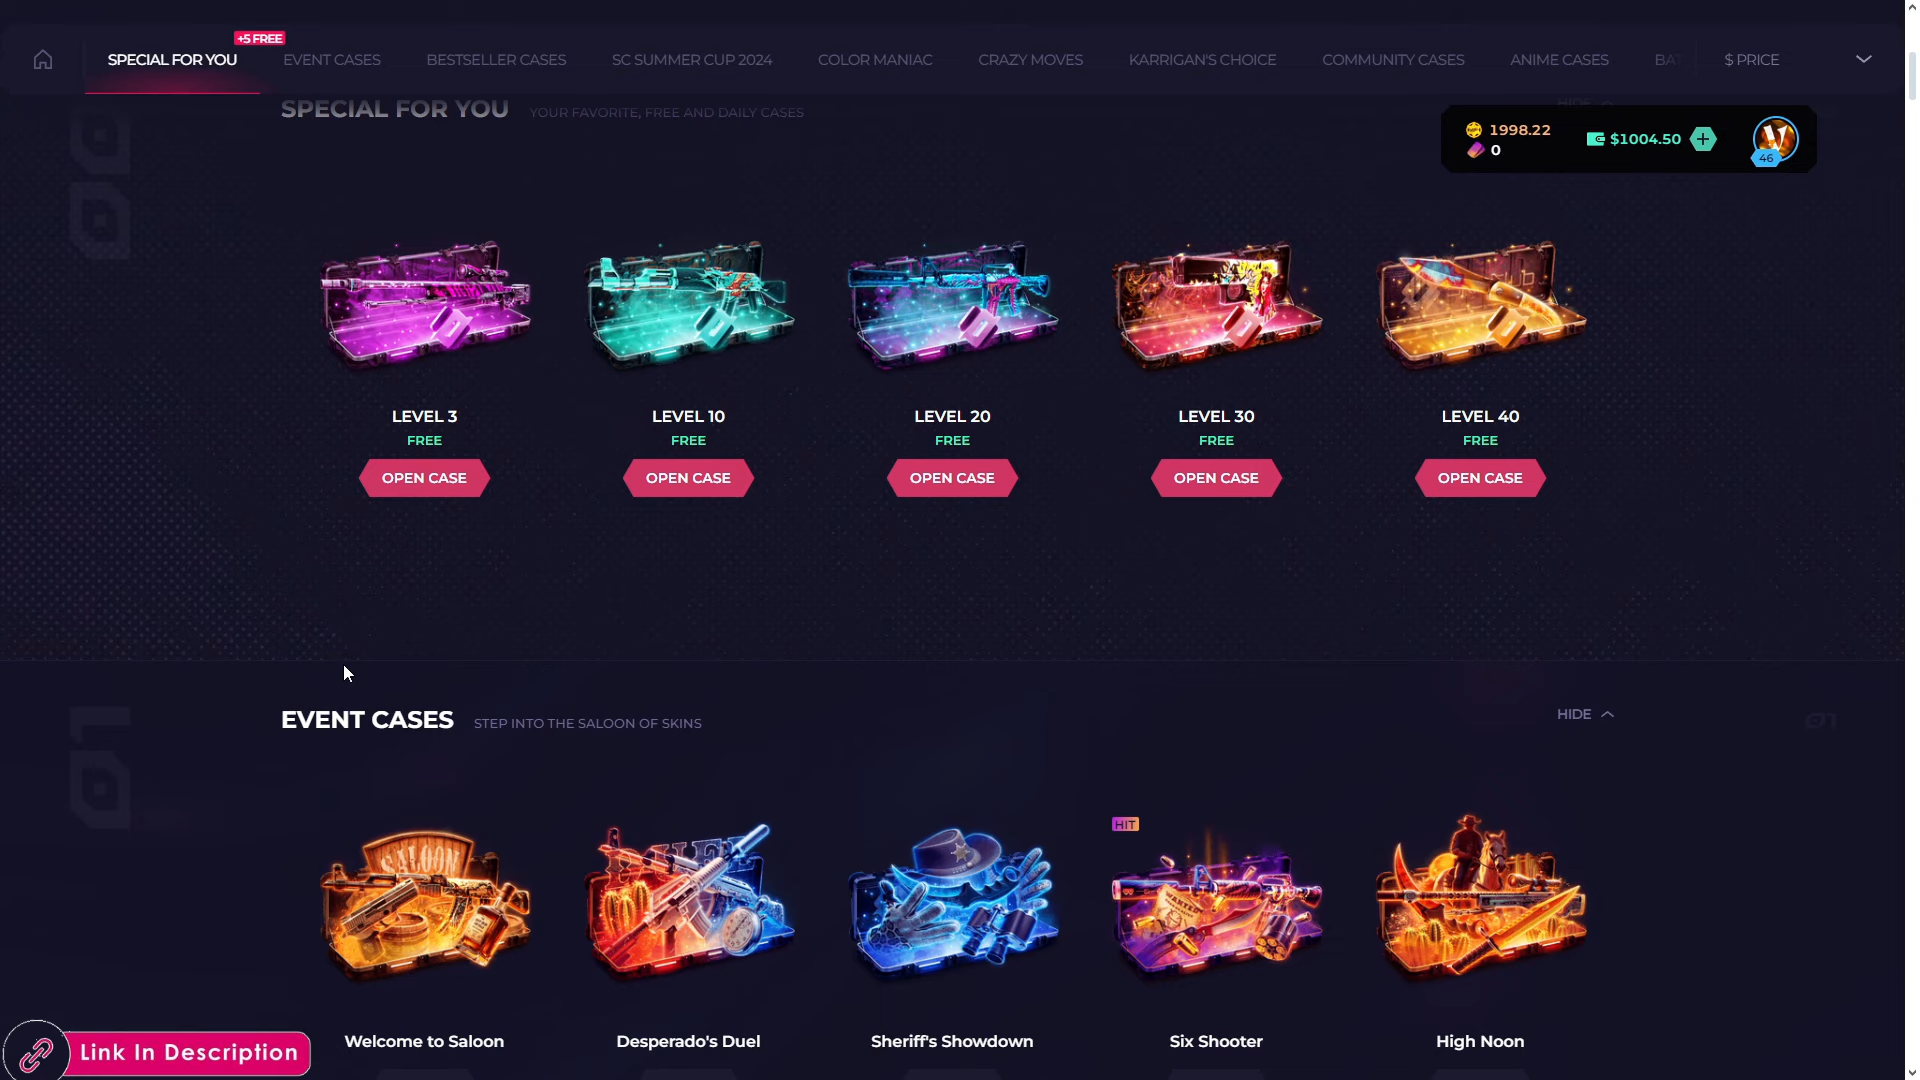 +5 FREE
SPECIAL FOR YOU
EVENT CASES
BESTSELLER CASES
SC SUMMER CUP 2024
COLOR MANIAC
CRAZY MOVES
KARRIGAN'S CHOICE
COMMUNITY CASES
ANIME CASES
$ PRICE
SPECIAL FOR YOU
YOUR FAVORITE, FREE AND DAILY CASES
HIDE
1998.22
0
$1004.50
46
LEVEL 3
FREE
OPEN CASE
LEVEL 10
FREE
OPEN CASE
LEVEL 20
FREE
OPEN CASE
LEVEL 30
FREE
OPEN CASE
LEVEL 40
FREE
OPEN CASE
01
EVENT CASES
STEP INTO THE SALOON OF SKINS
HIDE
01
SALOON
HIT
WANTED
Welcome to Saloon
Desperado's Duel
Sheriff's Showdown
Six Shooter
High Noon
Link In Description